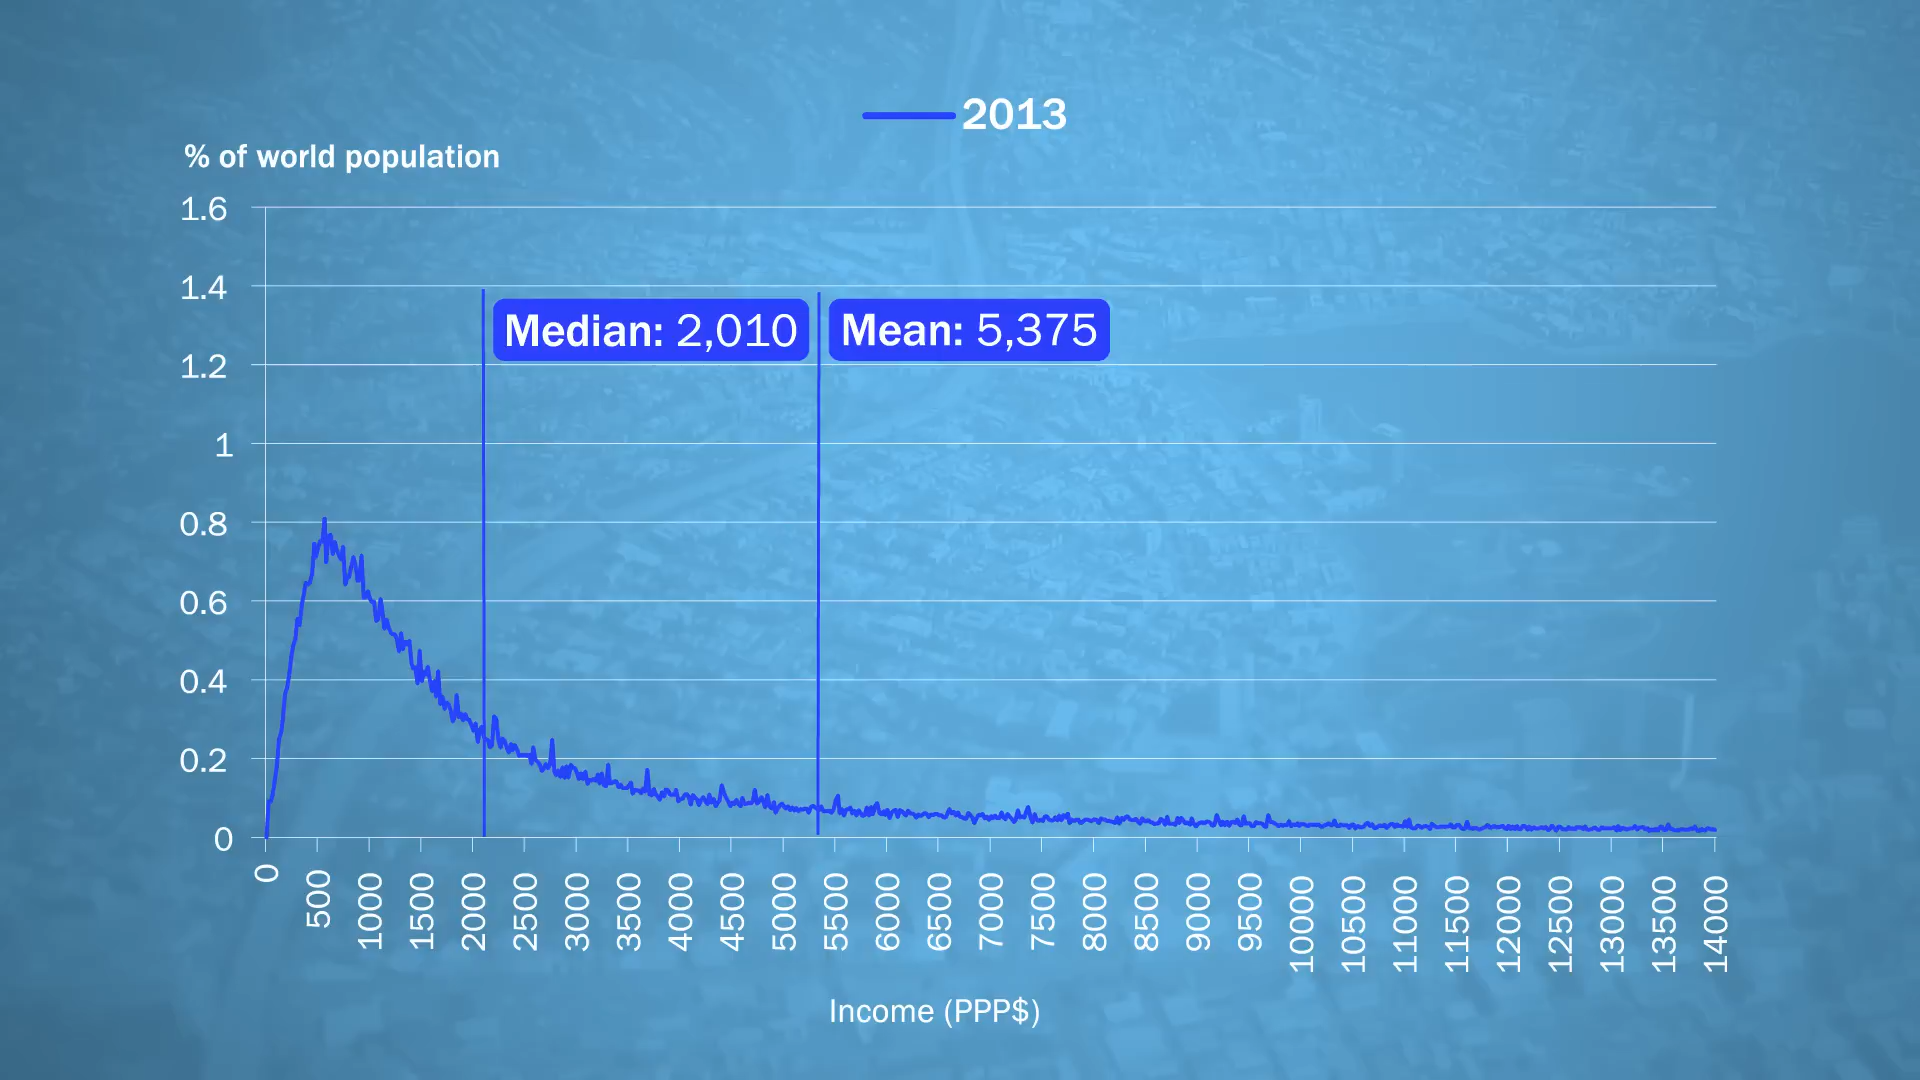 2013
% of world population
1.6
1.4
Median: 2,010
Mean: 5,375
1.2
1
0.8
0.6
0.4
0.2
0
0 500 1000 1500 2000 2500 3000 3500 4000 4500 5000 5500 6000 6500 7000 7500 8000 8500 9000 9500 10000 10500 11000 11500 12000 12500 13000 13500 14000
Income (PPP$)